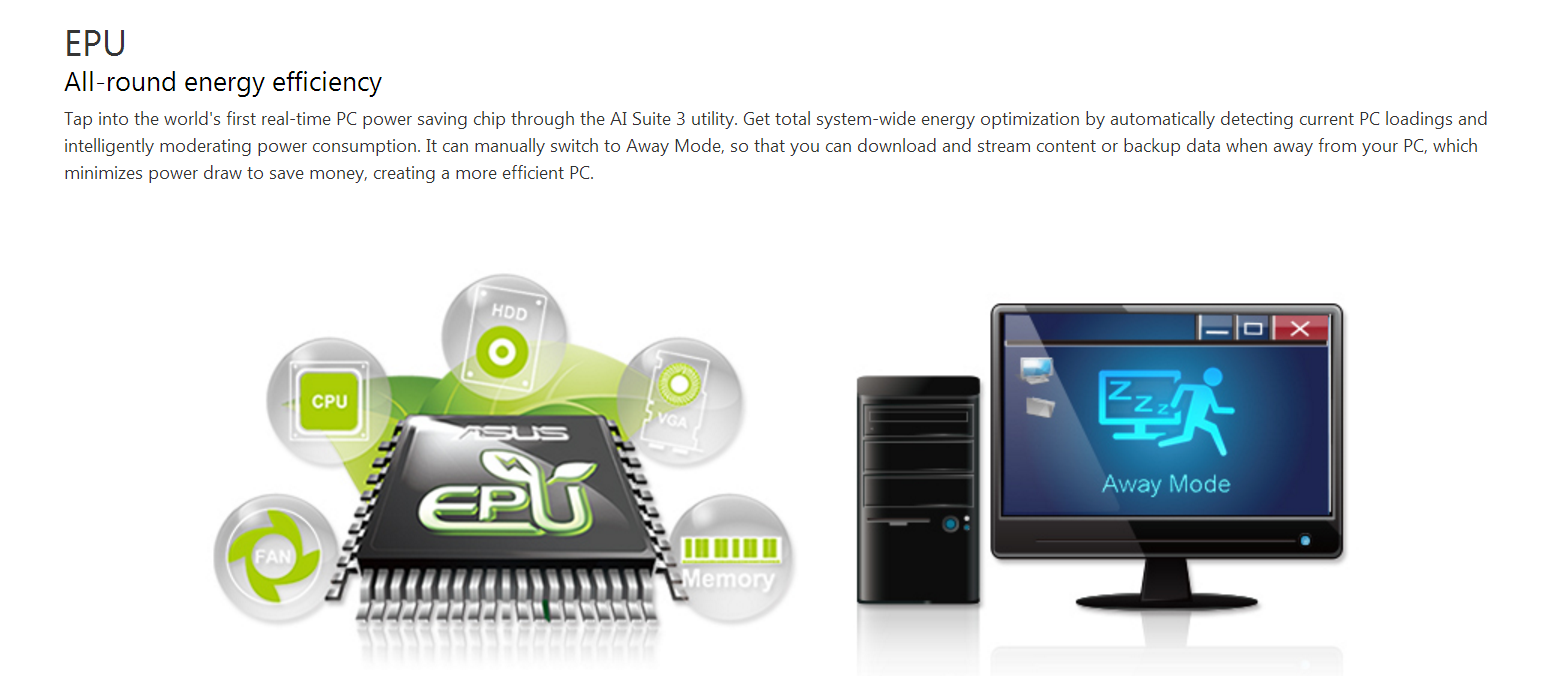 EPU
All-round energy efficiency
Tap into the world's first real-time PC power saving chip through the AI Suite 3 utility. Get total system-wide energy optimization by automatically detecting current PC loadings and
intelligently moderating power consumption. It can manually switch to Away Mode, so that you can download and stream content or backup data when away from your PC, which
minimizes power draw to save money, creating a more efficient PC.
HDD
CPU
VGA
ASUS
EPU
FAN
Memory
Z Z Z
Away Mode